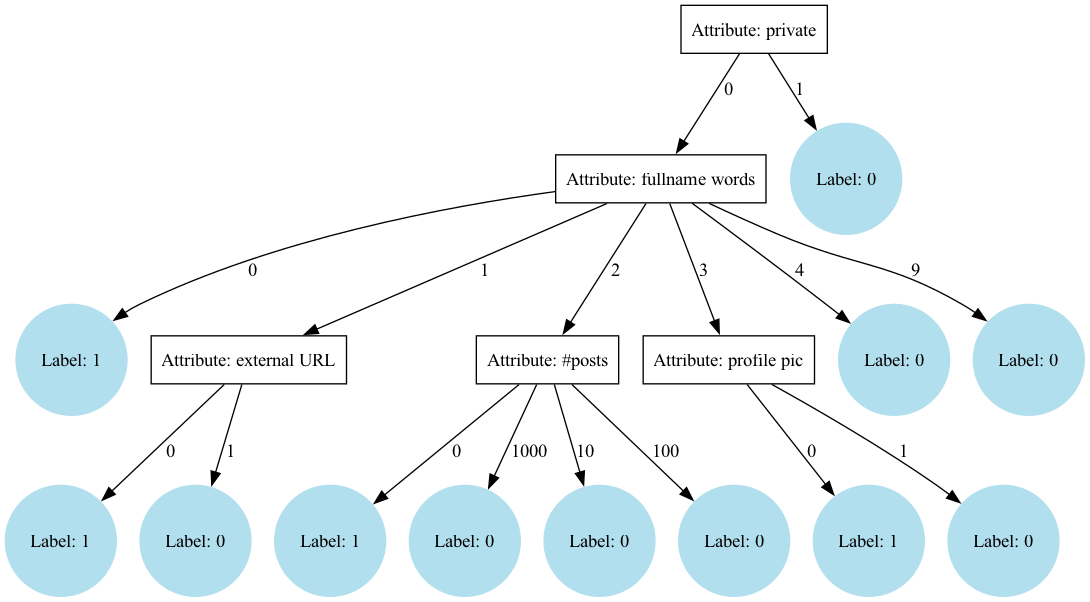 Attribute: private
0
1
Attribute: fullname words
Label: 0
0
1
2
3
4
9
Label: 1
Attribute: external URL
Attribute: #posts
Attribute: profile pic
Label: 0
Label: 0
0
1
0
1000
10
100
0
1
Label: 1
Label: 0
Label: 1
Label: 0
Label: 0
Label: 0
Label: 1
Label: 0